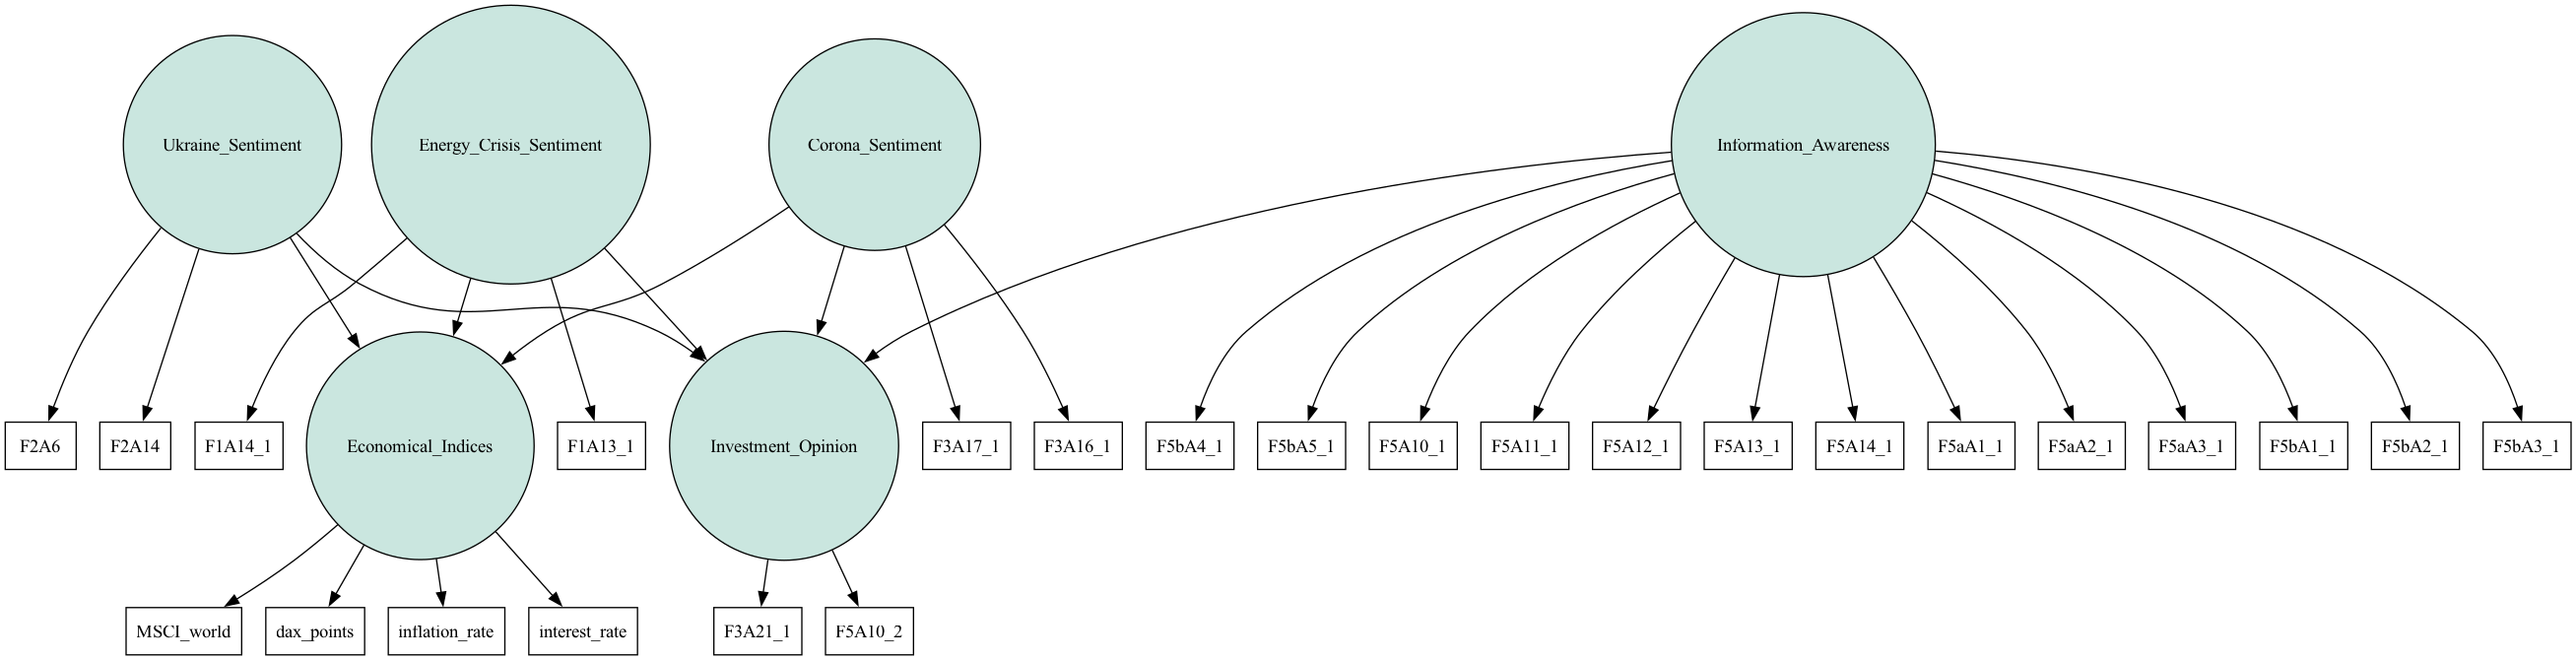 Ukraine_Sentiment
Energy_Crisis_Sentiment
Corona_Sentiment
Information_Awareness
F2A6
F2A14
F1A14_1
Economical_Indices
F1A13_1
Investment_Opinion
F3A17_1
F3A16_1
F5bA4_1
F5bA5_1
F5A10_1
F5A11_1
F5A12_1
F5A13_1
F5A14_1
F5aA1_1
F5aA2_1
F5aA3_1
F5bA1_1
F5bA2_1
F5bA3_1
MSCI_world
dax_points
inflation_rate
interest_rate
F3A21_1
F5A10_2